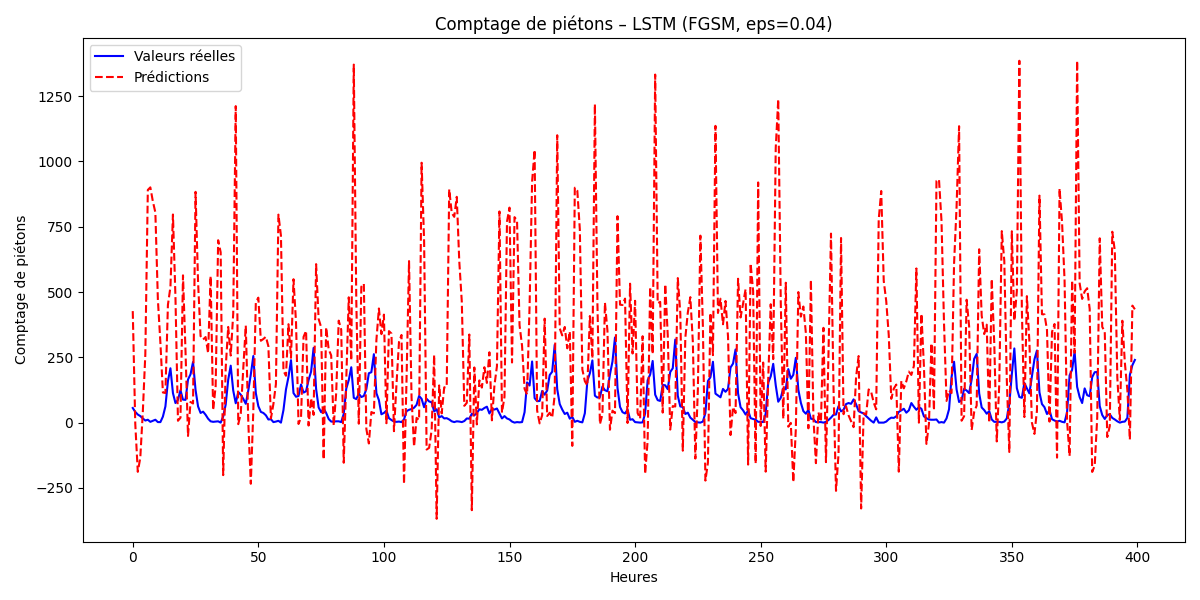 Comptage de piétons – LSTM (FGSM, eps=0.04)
Valeurs réelles
Prédictions
Comptage de piétons
1250
1000
750
500
250
0
−250
0 50 100 150 200 250 300 350 400
Heures